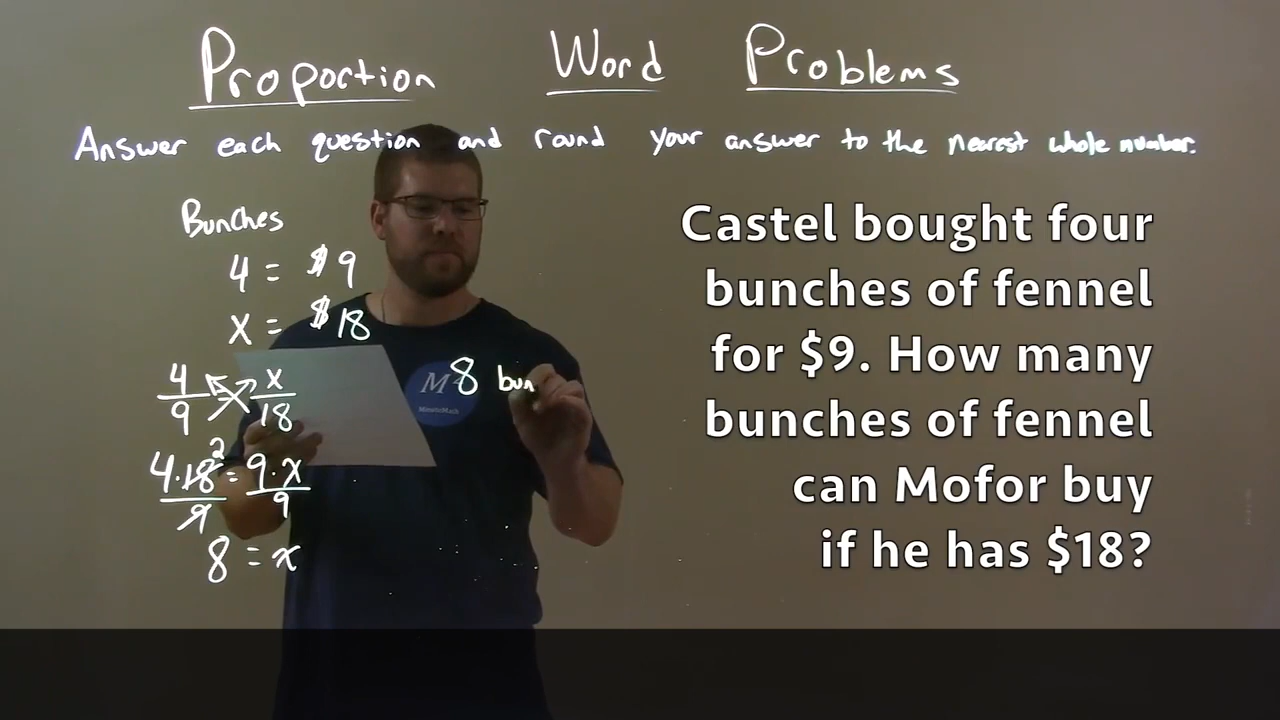 Proportion Word Problems
Answer each question and round your answer to the nearest whole number.
Bunches
4 = $9
x = $18
4/9 = x/18
4·18 2 = 9·x
9 9
8 = x
8 bun
M
MinuteMath
Castel bought four
bunches of fennel
for $9. How many
bunches of fennel
can Mofor buy
if he has $18?